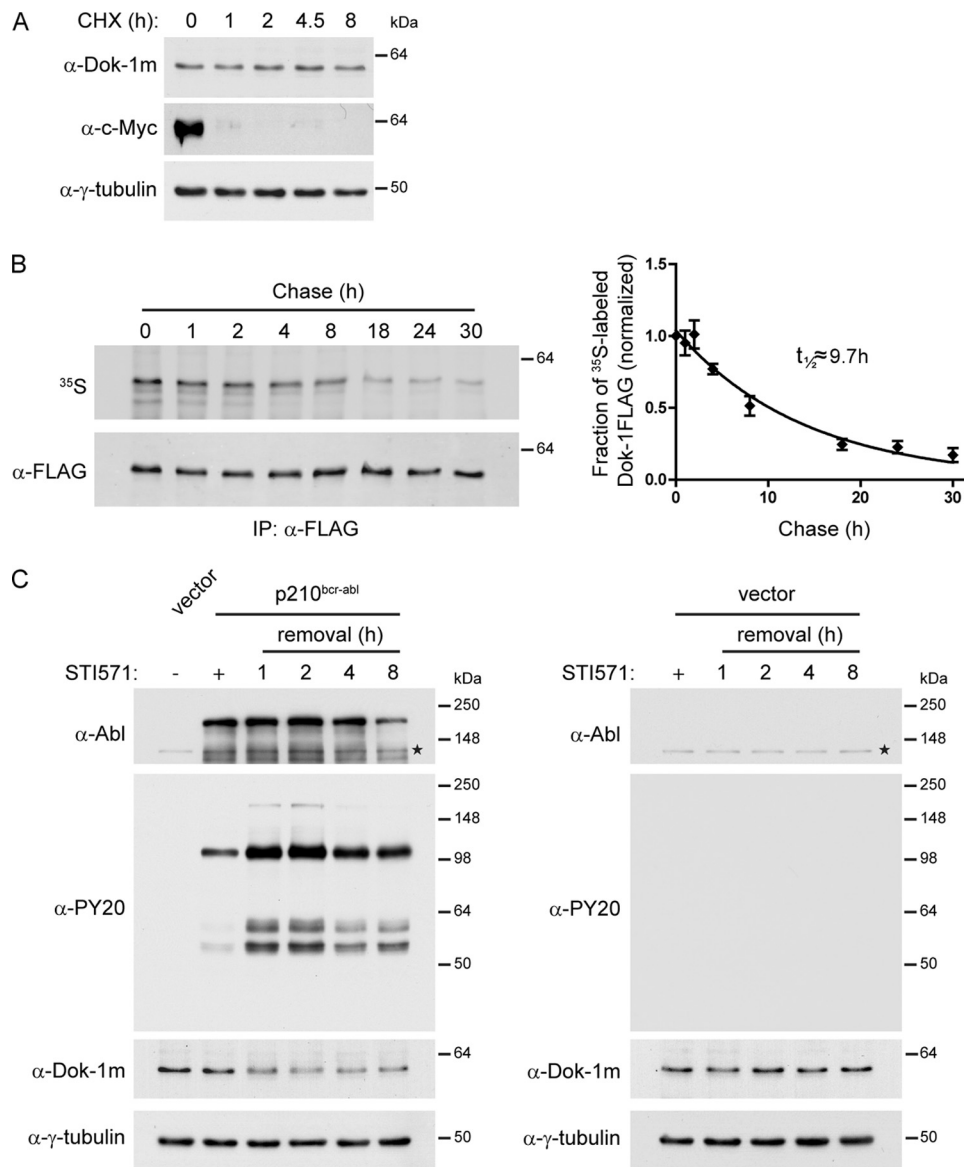 A
CHX (h): 0 1 2 4.5 8 kDa
α-Dok-1m 64
α-c-Myc 64
α-γ-tubulin 50
B
Chase (h)
0 1 2 4 8 18 24 30
35S 64
α-FLAG 64
IP: α-FLAG
Fraction of 35S-labeled
Dok-1FLAG (normalized)
1.5
1.0
0.5
0.0
0 10 20 30
Chase (h)
t½≈9.7h
C
vector p210bcr-abl
removal (h)
STI571: - + 1 2 4 8 kDa
α-Abl 250
148
★
α-PY20 250
148
98
64
50
α-Dok-1m 64
α-γ-tubulin 50
vector
removal (h)
STI571: + 1 2 4 8 kDa
α-Abl 250
148
★
α-PY20 250
148
98
64
50
α-Dok-1m 64
α-γ-tubulin 50